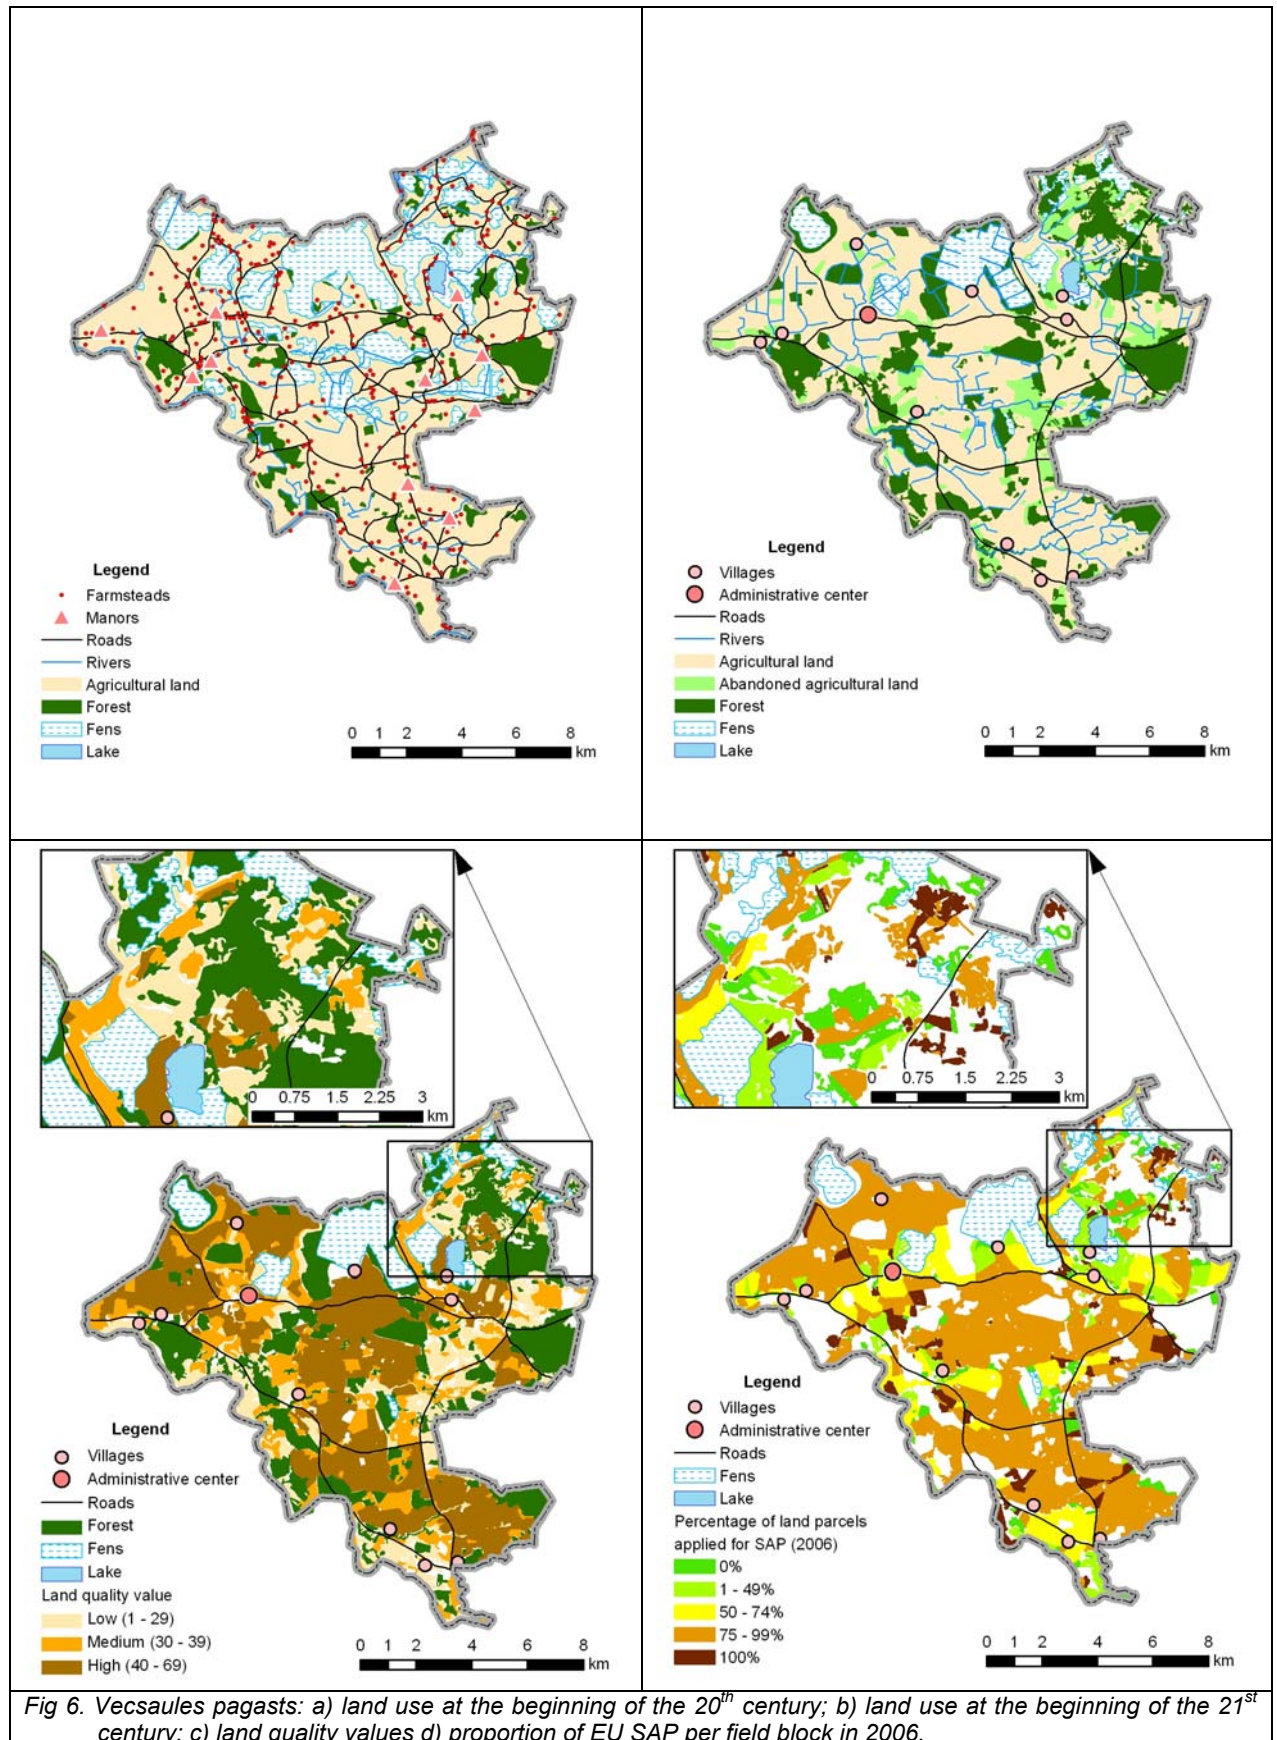 Legend
Farmsteads
Manors
Roads
Rivers
Agricultural land
Forest
Fens
Lake
0 1 2 4 6 8
km
Legend
Villages
Administrative center
Roads
Rivers
Agricultural land
Abandoned agricultural land
Forest
Fens
Lake
0 1 2 4 6 8
km
0 0.75 1.5 2.25 3
km
Legend
Villages
Administrative center
Roads
Forest
Fens
Lake
Land quality value
Low (1 - 29)
Medium (30 - 39)
High (40 - 69)
0 1 2 4 6 8
km
0 0.75 1.5 2.25 3
km
Legend
Villages
Administrative center
Roads
Fens
Lake
Percentage of land parcels
applied for SAP (2006)
0%
1 - 49%
50 - 74%
75 - 99%
100%
0 1 2 4 6 8
km
Fig 6. Vecsaules pagasts: a) land use at the beginning of the 20th century; b) land use at the beginning of the 21st
century; c) land quality values d) proportion of EU SAP per field block in 2006.